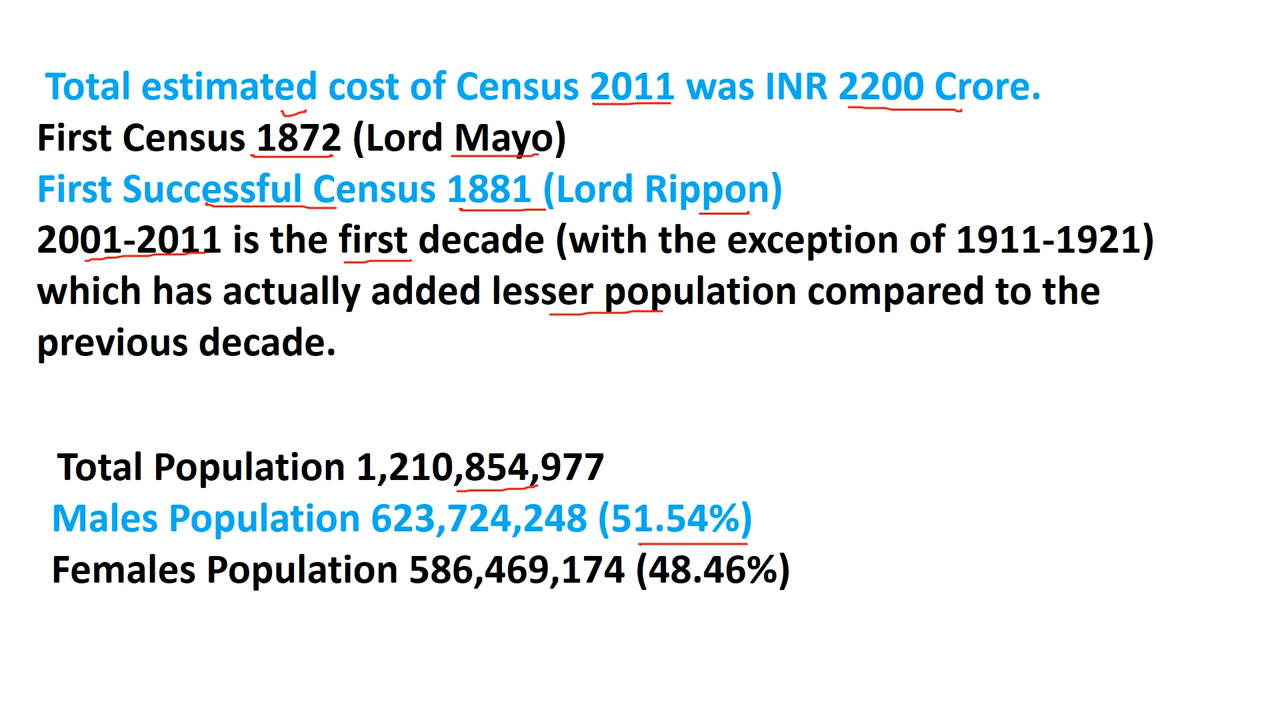 Total estimated cost of Census 2011 was INR 2200 Crore.
First Census 1872 (Lord Mayo)
First Successful Census 1881 (Lord Rippon)
2001-2011 is the first decade (with the exception of 1911-1921)
which has actually added lesser population compared to the
previous decade.
Total Population 1,210,854,977
Males Population 623,724,248 (51.54%)
Females Population 586,469,174 (48.46%)